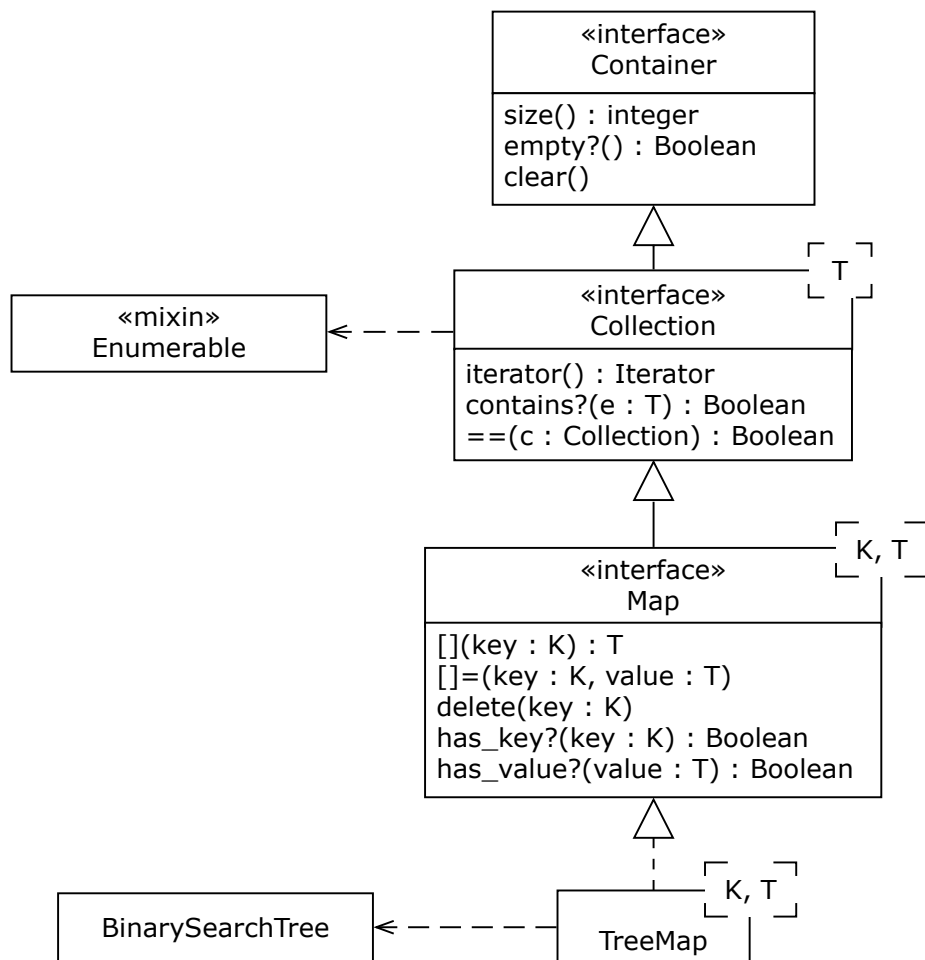 «interface»
Container
size() : integer
empty?() : Boolean
clear()
T
«interface»
Collection
iterator() : Iterator
contains?(e : T) : Boolean
==(c : Collection) : Boolean
«mixin»
Enumerable
K, T
«interface»
Map
[](key : K) : T
[]=(key : K, value : T)
delete(key : K)
has_key?(key : K) : Boolean
has_value?(value : T) : Boolean
K, T
BinarySearchTree
TreeMap